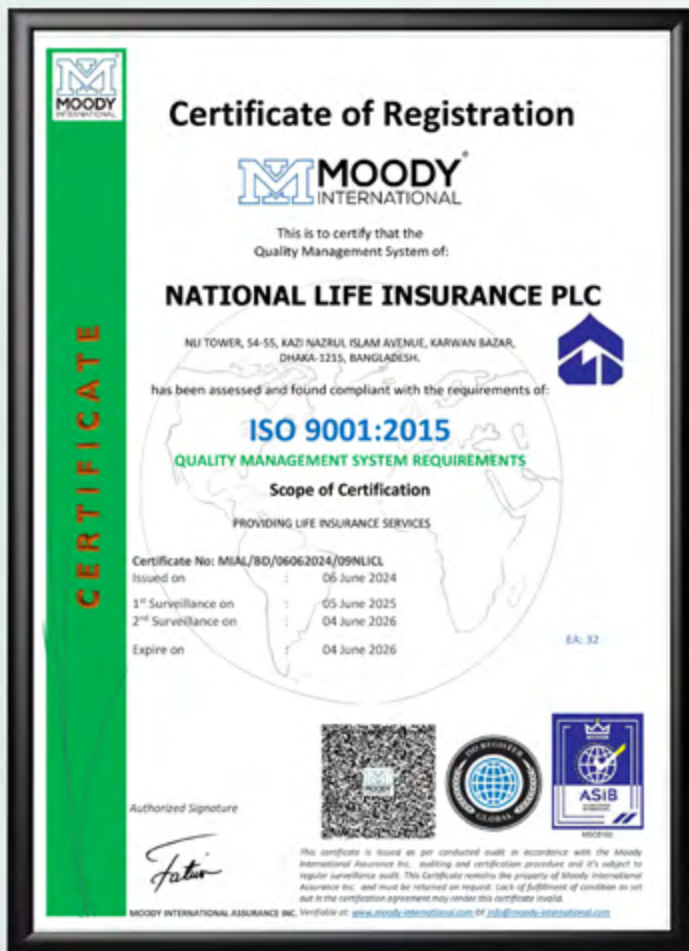 MOODY
INTERNATIONAL
Certificate of Registration
MOODY®
INTERNATIONAL
This is to certify that the
Quality Management System of:
NATIONAL LIFE INSURANCE PLC
NLI TOWER, 54-55, KAZI NAZRUL ISLAM AVENUE, KARWAN BAZAR,
DHAKA-1215, BANGLADESH.
has been assessed and found compliant with the requirements of:
ISO 9001:2015
QUALITY MANAGEMENT SYSTEM REQUIREMENTS
Scope of Certification
PROVIDING LIFE INSURANCE SERVICES
CERTIFICATE
Certificate No: MIAL/BD/06062024/09NLICL
Issued on : 06 June 2024
1st Surveillance on : 05 June 2025
2nd Surveillance on : 04 June 2026
Expire on : 04 June 2026
EA: 32
MOODY
ISO REGISTER
GLOBAL
ASIB
Authorized Signature
This certificate is issued as per conducted audit in accordance with the Moody
International Assurance Inc. auditing and certification procedure and it's subject to
regular surveillance audit. This Certificate remains the property of Moody International
Assurance Inc. and must be returned on request. Lack of fulfilment of condition as set
out in the certification agreement may render this certificate invalid.
MOODY INTERNATIONAL ASSURANCE INC. Verifiable at: www.moody-international.com Or info@moody-international.com